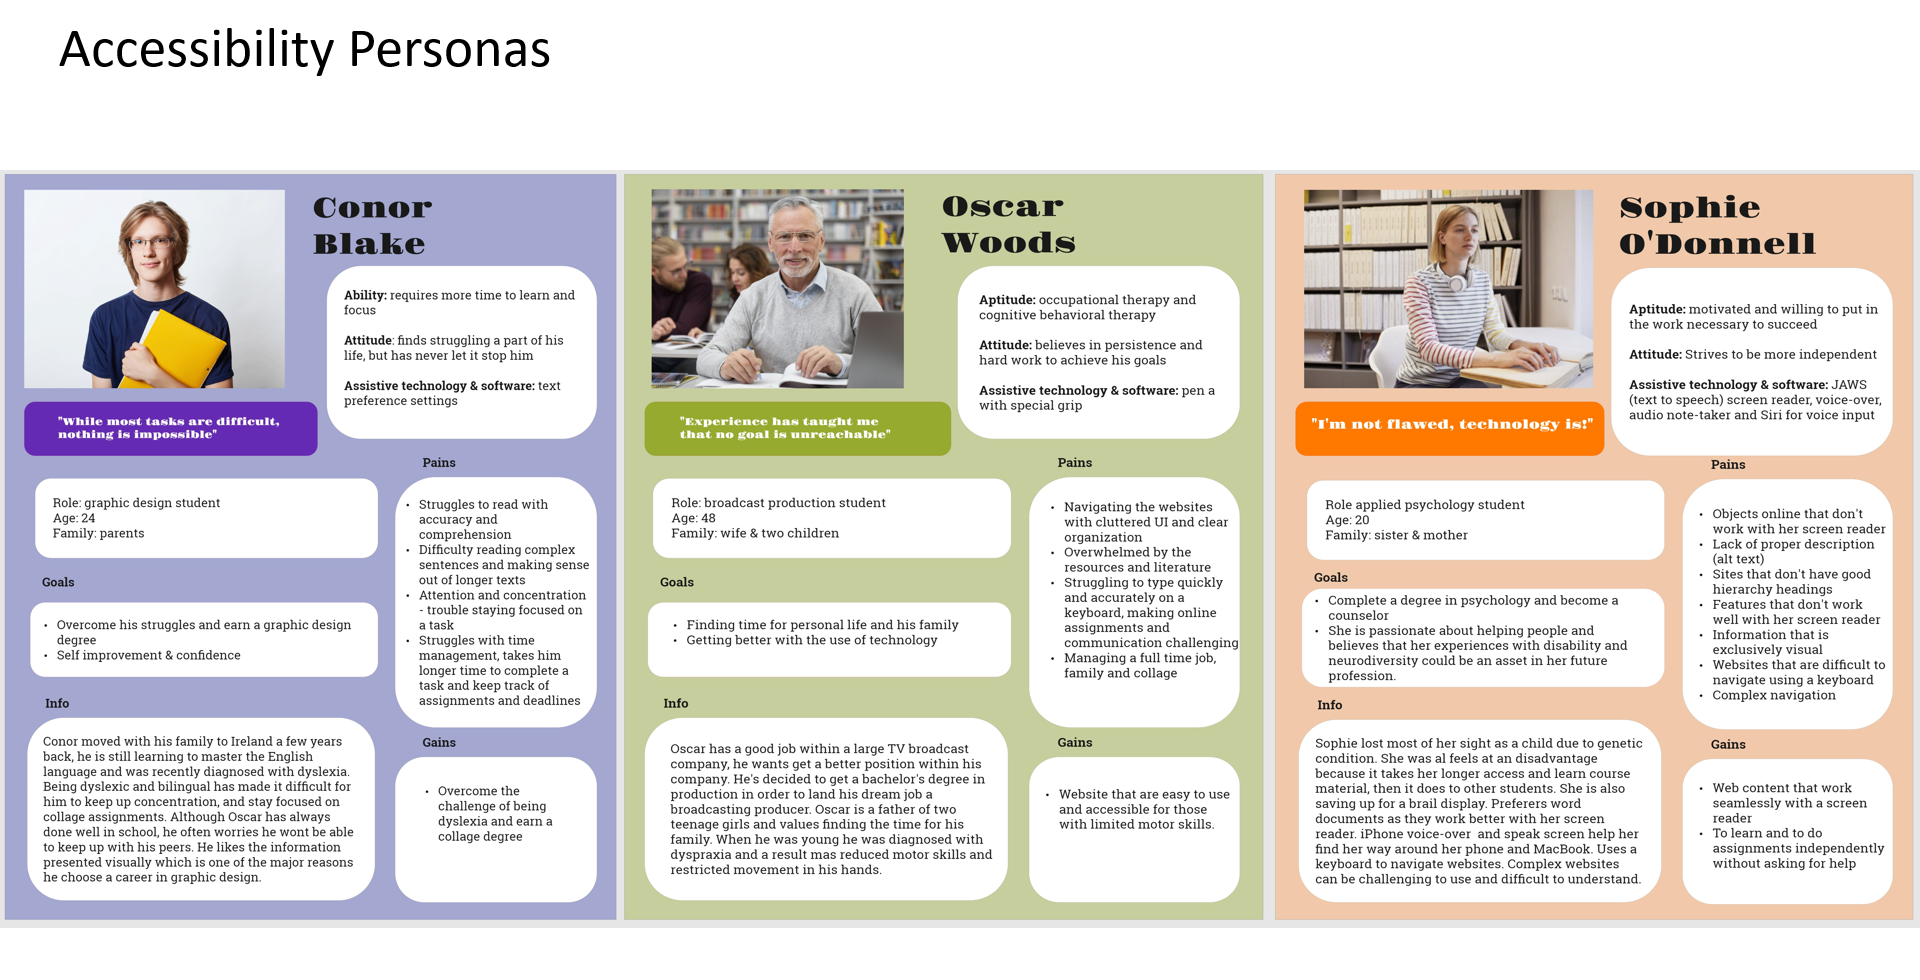 Accessibility Personas
Conor
Blake
Ability: requires more time to learn and
focus
Attitude: finds struggling a part of his
life, but has never let it stop him
Assistive technology & software: text
preference settings
"While most tasks are difficult,
nothing is impossible"
Role: graphic design student
Age: 24
Family: parents
Goals
• Overcome his struggles and earn a graphic design
degree
• Self improvement & confidence
Info
Conor moved with his family to Ireland a few years
back, he is still learning to master the English
language and was recently diagnosed with dyslexia.
Being dyslexic and bilingual has made it difficult for
him to keep up concentration, and stay focused on
collage assignments. Although Oscar has always
done well in school, he often worries he wont be able
to keep up with his peers. He likes the information
presented visually which is one of the major reasons
he choose a career in graphic design.
Pains
• Struggles to read with
accuracy and
comprehension
• Difficulty reading complex
sentences and making sense
out of longer texts
• Attention and concentration
- trouble staying focused on
a task
• Struggles with time
management, takes him
longer time to complete a
task and keep track of
assignments and deadlines
Gains
• Overcome the
challenge of being
dyslexia and earn a
collage degree
Oscar
Woods
Aptitude: occupational therapy and
cognitive behavioral therapy
Attitude: believes in persistence and
hard work to achieve his goals
Assistive technology & software: pen a
with special grip
"Experience has taught me
that no goal is unreachable"
Role: broadcast production student
Age: 48
Family: wife & two children
Goals
• Finding time for personal life and his family
• Getting better with the use of technology
Info
Oscar has a good job within a large TV broadcast
company, he wants get a better position within his
company. He's decided to get a bachelor's degree in
production in order to land his dream job a
broadcasting producer. Oscar is a father of two
teenage girls and values finding the time for his
family. When he was young he was diagnosed with
dyspraxia and a result mas reduced motor skills and
restricted movement in his hands.
Pains
• Navigating the websites
with cluttered UI and clear
organization
• Overwhelmed by the
resources and literature
• Struggling to type quickly
and accurately on a
keyboard, making online
assignments and
communication challenging
• Managing a full time job,
family and collage
Gains
• Website that are easy to use
and accessible for those
with limited motor skills.
Sophie
O'Donnell
Aptitude: motivated and willing to put in
the work necessary to succeed
Attitude: Strives to be more independent
Assistive technology & software: JAWS
(text to speech) screen reader, voice-over,
audio note-taker and Siri for voice input
"I'm not flawed, technology is!"
Role applied psychology student
Age: 20
Family: sister & mother
Goals
• Complete a degree in psychology and become a
counselor
• She is passionate about helping people and
believes that her experiences with disability and
neurodiversity could be an asset in her future
profession.
Info
Sophie lost most of her sight as a child due to genetic
condition. She was al feels at an disadvantage
because it takes her longer access and learn course
material, then it does to other students. She is also
saving up for a brail display. Preferers word
documents as they work better with her screen
reader. iPhone voice-over and speak screen help her
find her way around her phone and MacBook. Uses a
keyboard to navigate websites. Complex websites
can be challenging to use and difficult to understand.
Pains
• Objects online that don't
work with her screen reader
• Lack of proper description
(alt text)
• Sites that don't have good
hierarchy headings
• Features that don't work
well with her screen reader
• Information that is
exclusively visual
• Websites that are difficult to
navigate using a keyboard
• Complex navigation
Gains
• Web content that work
seamlessly with a screen
reader
• To learn and to do
assignments independently
without asking for help